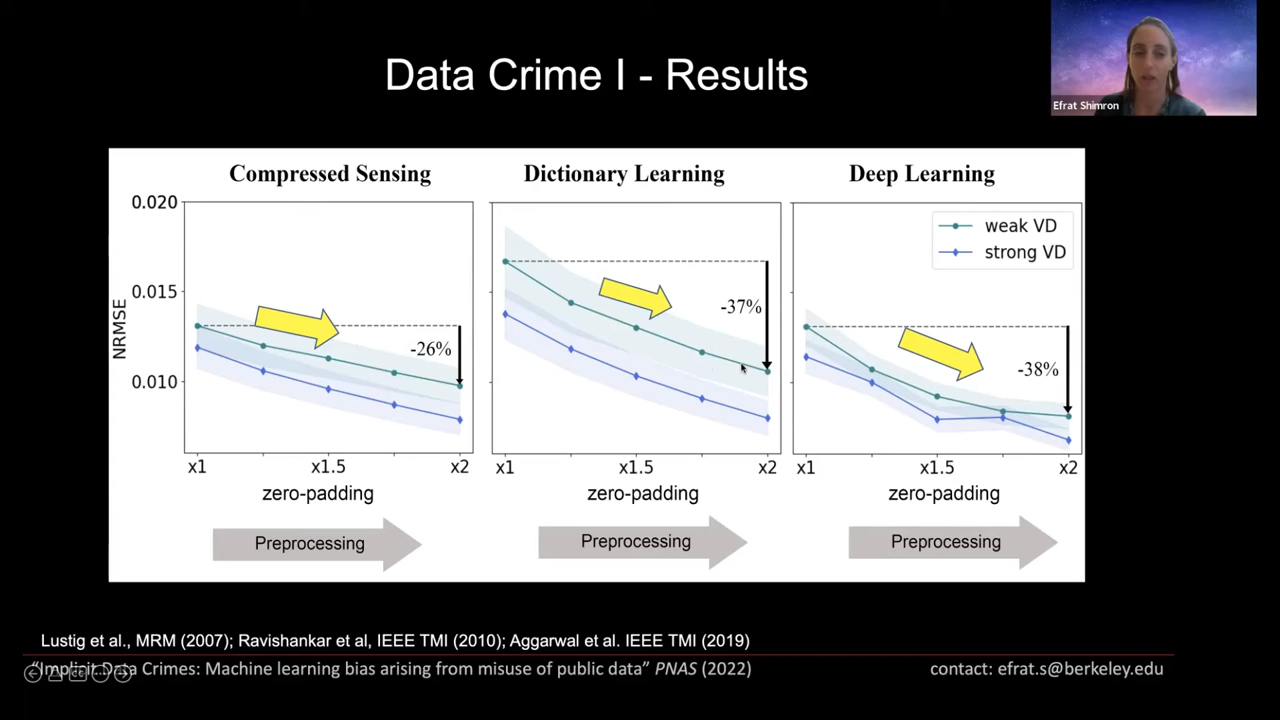 Data Crime I - Results
Efrat Shimron
Compressed Sensing
Dictionary Learning
Deep Learning
0.020
0.015
0.010
NRMSE
weak VD
strong VD
-26%
-37%
-38%
x1
x1.5
x2
x1
x1.5
x2
x1
x1.5
x2
zero-padding
zero-padding
zero-padding
Preprocessing
Preprocessing
Preprocessing
Lustig et al., MRM (2007); Ravishankar et al, IEEE TMI (2010); Aggarwal et al. IEEE TMI (2019)
“Implicit Data Crimes: Machine learning bias arising from misuse of public data” PNAS (2022)
contact: efrat.s@berkeley.edu